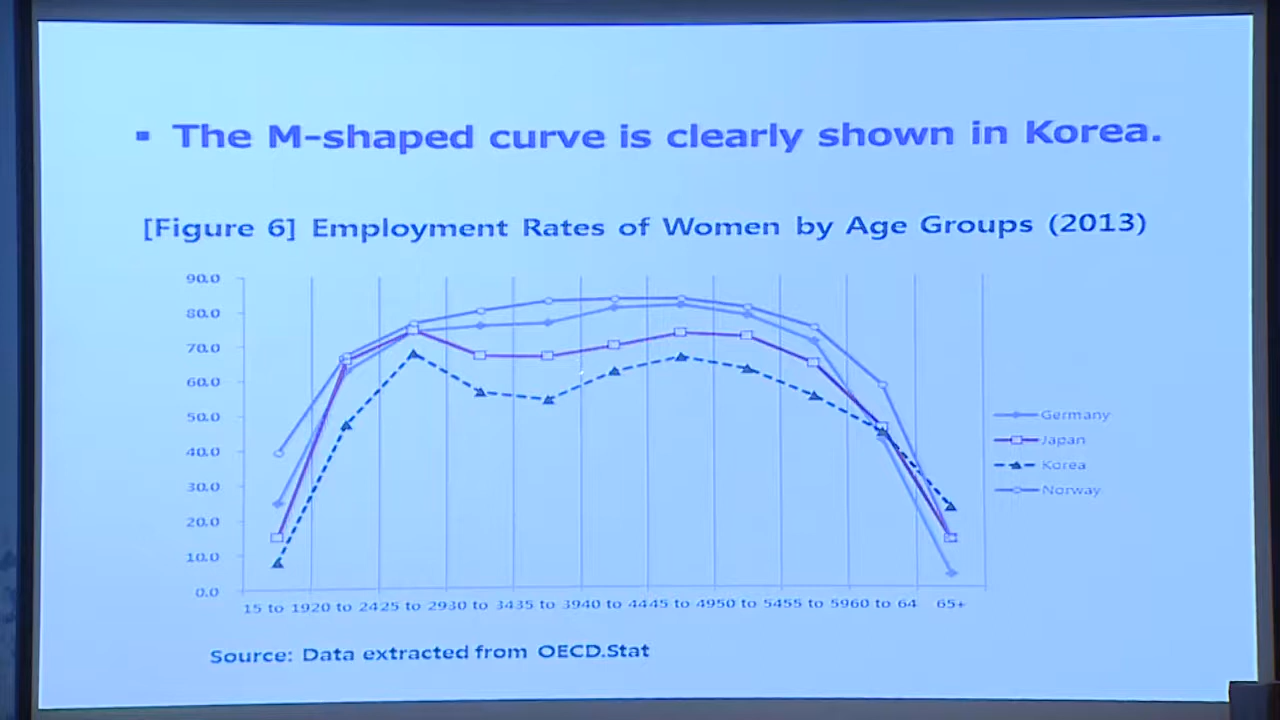 ▪ The M-shaped curve is clearly shown in Korea.
[Figure 6] Employment Rates of Women by Age Groups (2013)
90.0
80.0
70.0
60.0
50.0
40.0
30.0
20.0
10.0
0.0
15 to 19 20 to 24 25 to 29 30 to 34 35 to 39 40 to 44 45 to 49 50 to 54 55 to 59 60 to 64 65+
Germany
Japan
Korea
Norway
Source: Data extracted from OECD.Stat